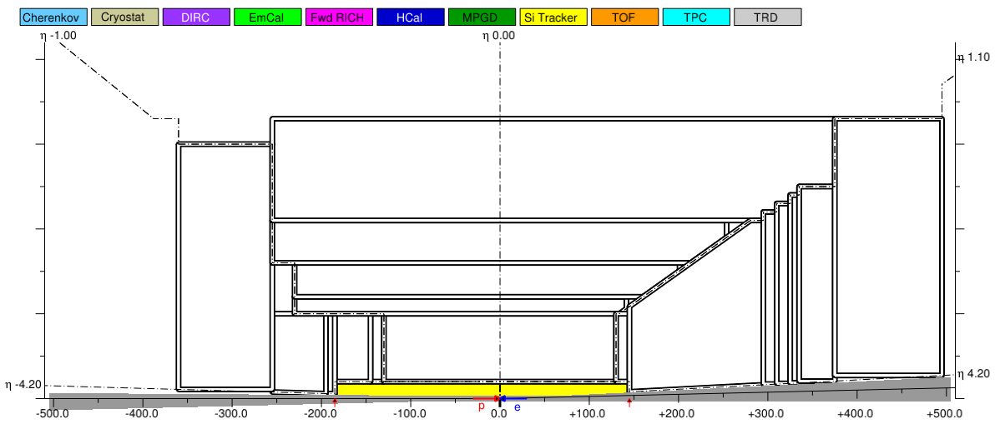 Cherenkov Cryostat DIRC EmCal Fwd RICH HCal MPGD Si Tracker TOF TPC TRD
η -1.00 η 0.00
η 1.10
η -4.20 η 4.20
-500.0 -400.0 -300.0 -200.0 -100.0 0.0 +100.0 +200.0 +300.0 +400.0 +500.0
p e